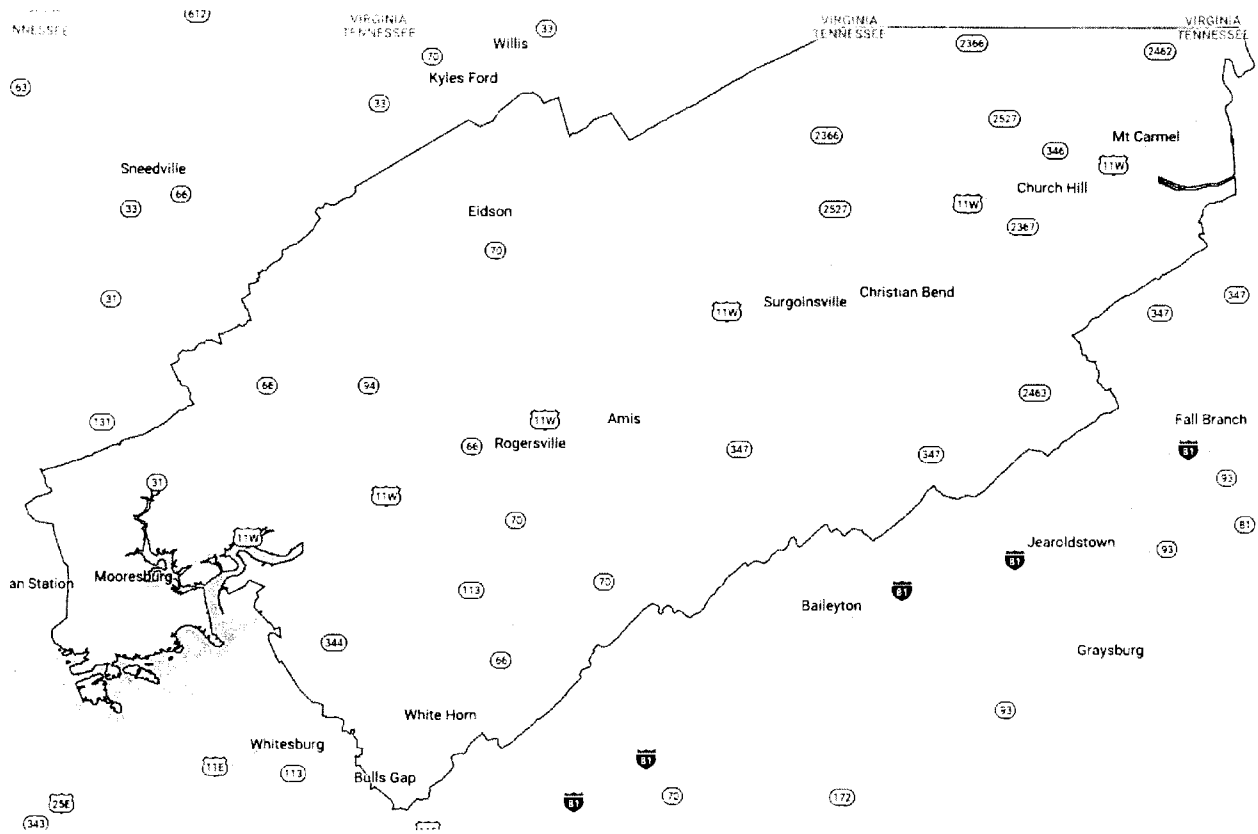 612
VIRGINIA
TENNESSEE
VIRGINIA
TENNESSEE
VIRGINIA
TENNESSEE
NNESSEE
33
Willis
70
2366
2462
Kyles Ford
63
33
2527
2366
346
Mt Carmel
11W
Sneedville
66
33
Church Hill
11W
Eidson
2527
2367
70
31
Surgoinsville
Christian Bend
347
11W
347
66
94
2463
131
11W
Amis
Fall Branch
66
Rogersville
347
347
81
93
31
11W
70
81
11W
Jearoldstown
93
81
an Station
Mooresburg
113
70
81
Baileyton
344
66
Graysburg
White Horn
93
Whitesburg
11E
113
Bulls Gap
81
25E
81
70
172
343